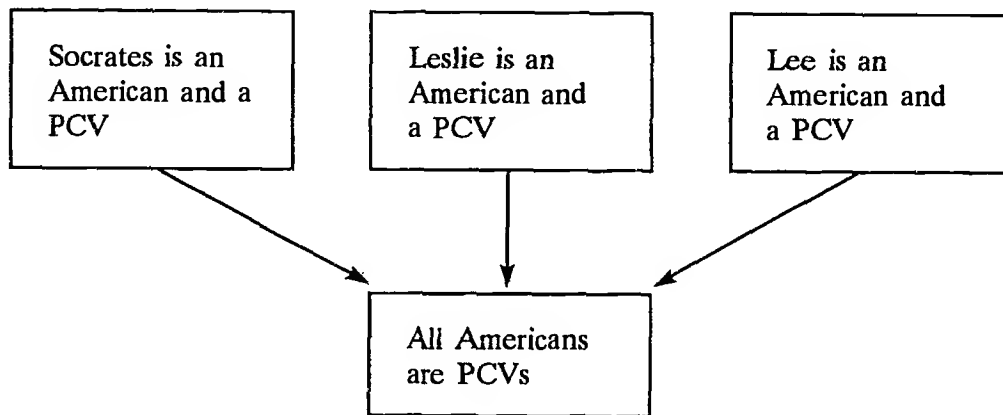 Socrates is an
American and a
PCV
Leslie is an
American and
a PCV
Lee is an
American and
a PCV
All Americans
are PCVs